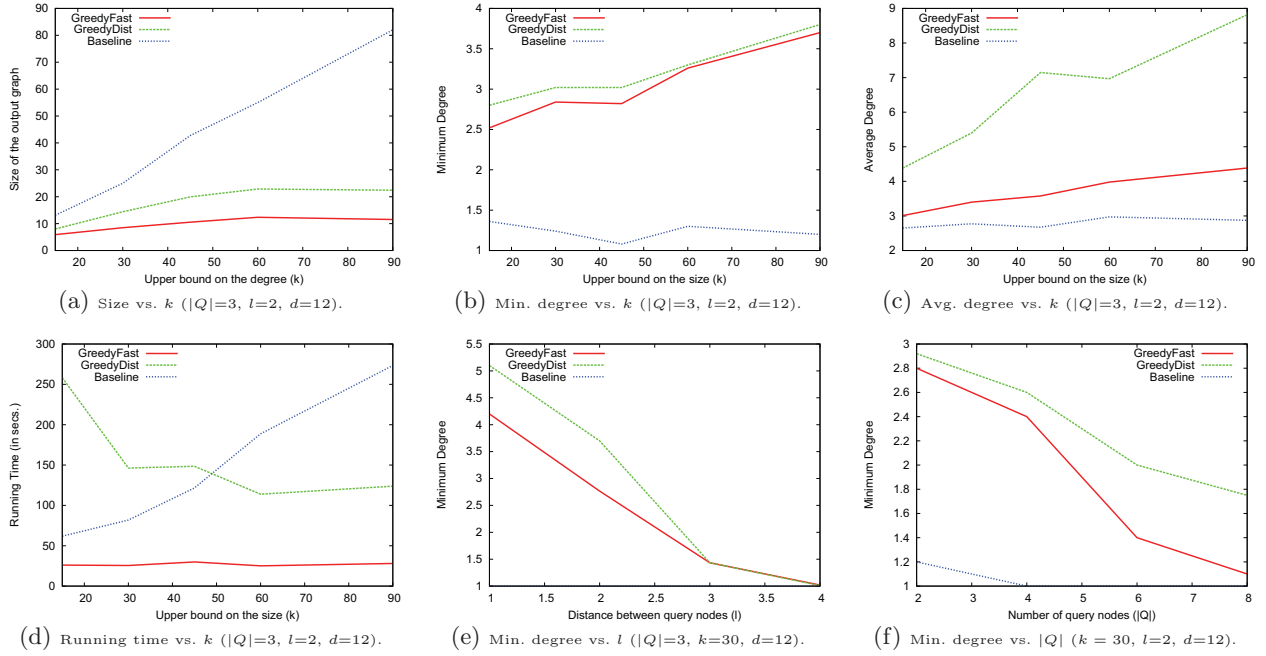 GreedyFast
GreedyDist
Baseline
Size of the output graph
90
80
70
60
50
40
30
20
10
0
20 30 40 50 60 70 80 90
Upper bound on the degree (k)
(a) Size vs. k (|Q|=3, l=2, d=12).
GreedyFast
GreedyDist
Baseline
Minimum Degree
4
3.5
3
2.5
2
1.5
1
20 30 40 50 60 70 80 90
Upper bound on the size (k)
(b) Min. degree vs. k (|Q|=3, l=2, d=12).
GreedyFast
GreedyDist
Baseline
Average Degree
9
8
7
6
5
4
3
2
20 30 40 50 60 70 80 90
Upper bound on the size (k)
(c) Avg. degree vs. k (|Q|=3, l=2, d=12).
GreedyFast
GreedyDist
Baseline
Running Time (in secs.)
300
250
200
150
100
50
0
20 30 40 50 60 70 80 90
Upper bound on the size (k)
(d) Running time vs. k (|Q|=3, l=2, d=12).
GreedyFast
GreedyDist
Baseline
Minimum Degree
5.5
5
4.5
4
3.5
3
2.5
2
1.5
1
1 1.5 2 2.5 3 3.5 4
Distance between query nodes (l)
(e) Min. degree vs. l (|Q|=3, k=30, d=12).
GreedyFast
GreedyDist
Baseline
Minimum Degree
3
2.8
2.6
2.4
2.2
2
1.8
1.6
1.4
1.2
1
2 3 4 5 6 7 8
Number of query nodes (|Q|)
(f) Min. degree vs. |Q| (k = 30, l=2, d=12).